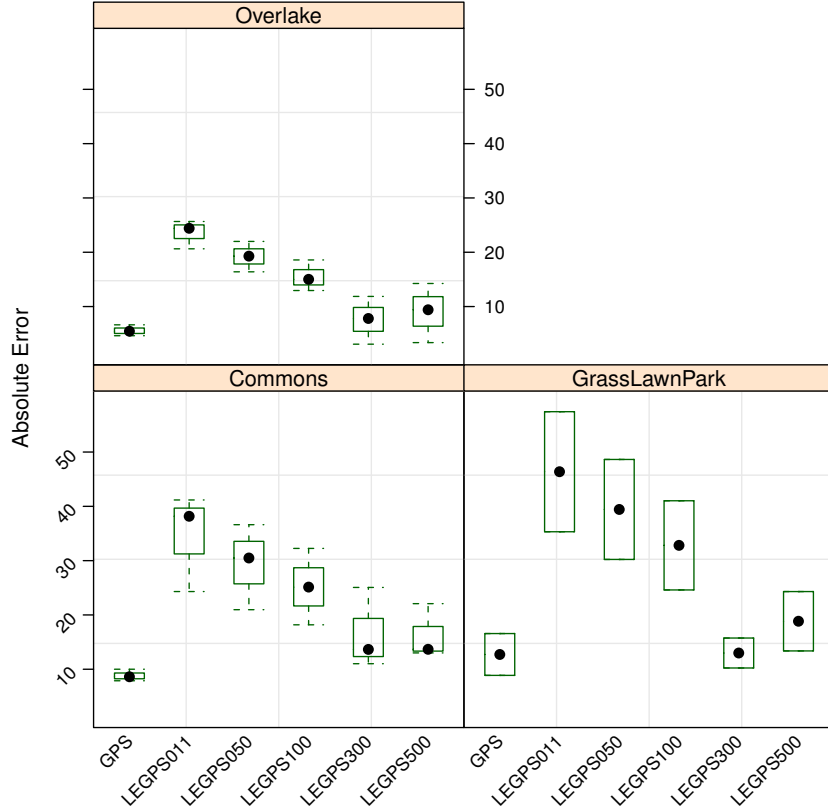 Overlake
50
40
30
20
10
Absolute Error
Commons
GrassLawnPark
50
40
30
20
10
GPS
LEGPS011
LEGPS050
LEGPS100
LEGPS300
LEGPS500
GPS
LEGPS011
LEGPS050
LEGPS100
LEGPS300
LEGPS500